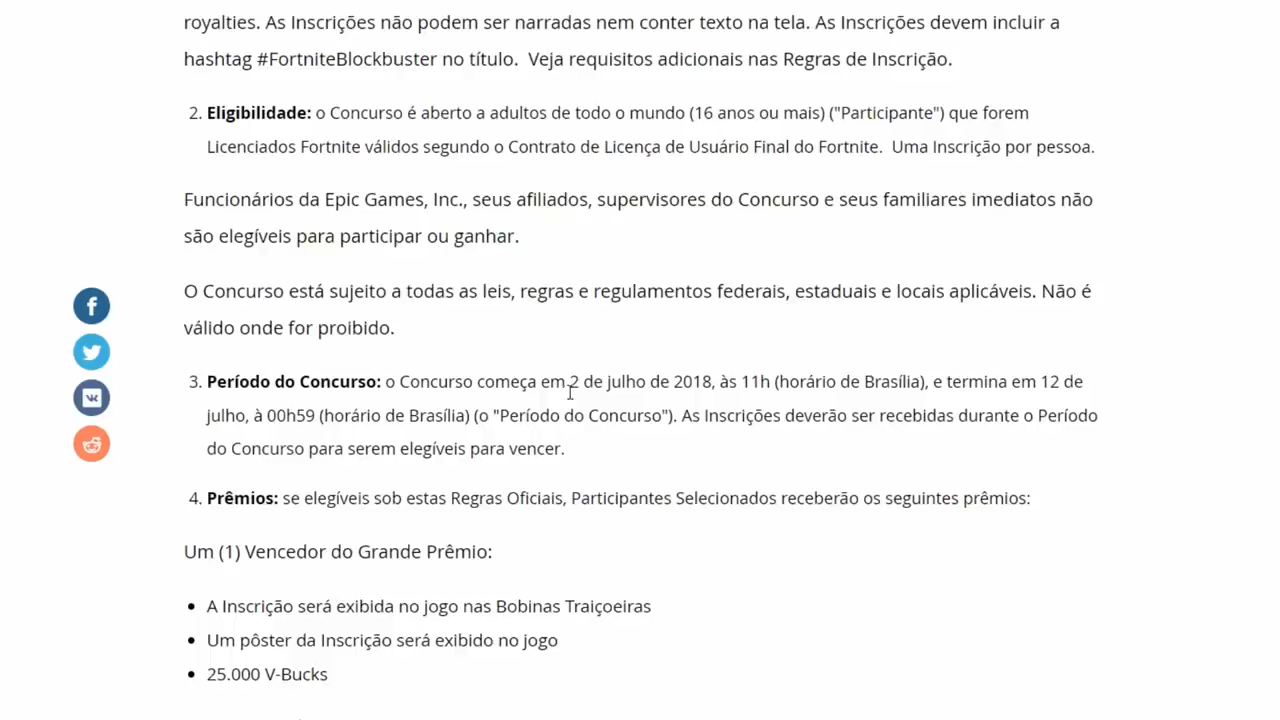 royalties. As Inscrições não podem ser narradas nem conter texto na tela. As Inscrições devem incluir a
hashtag #FortniteBlockbuster no título.  Veja requisitos adicionais nas Regras de Inscrição.
2. Eligibilidade: o Concurso é aberto a adultos de todo o mundo (16 anos ou mais) ("Participante") que forem
Licenciados Fortnite válidos segundo o Contrato de Licença de Usuário Final do Fortnite.  Uma Inscrição por pessoa.
Funcionários da Epic Games, Inc., seus afiliados, supervisores do Concurso e seus familiares imediatos não
são elegíveis para participar ou ganhar.
O Concurso está sujeito a todas as leis, regras e regulamentos federais, estaduais e locais aplicáveis. Não é
válido onde for proibido.
3. Período do Concurso: o Concurso começa em 2 de julho de 2018, às 11h (horário de Brasília), e termina em 12 de
julho, à 00h59 (horário de Brasília) (o "Período do Concurso"). As Inscrições deverão ser recebidas durante o Período
do Concurso para serem elegíveis para vencer.
4. Prêmios: se elegíveis sob estas Regras Oficiais, Participantes Selecionados receberão os seguintes prêmios:
Um (1) Vencedor do Grande Prêmio:
• A Inscrição será exibida no jogo nas Bobinas Traiçoeiras
• Um pôster da Inscrição será exibido no jogo
• 25.000 V-Bucks